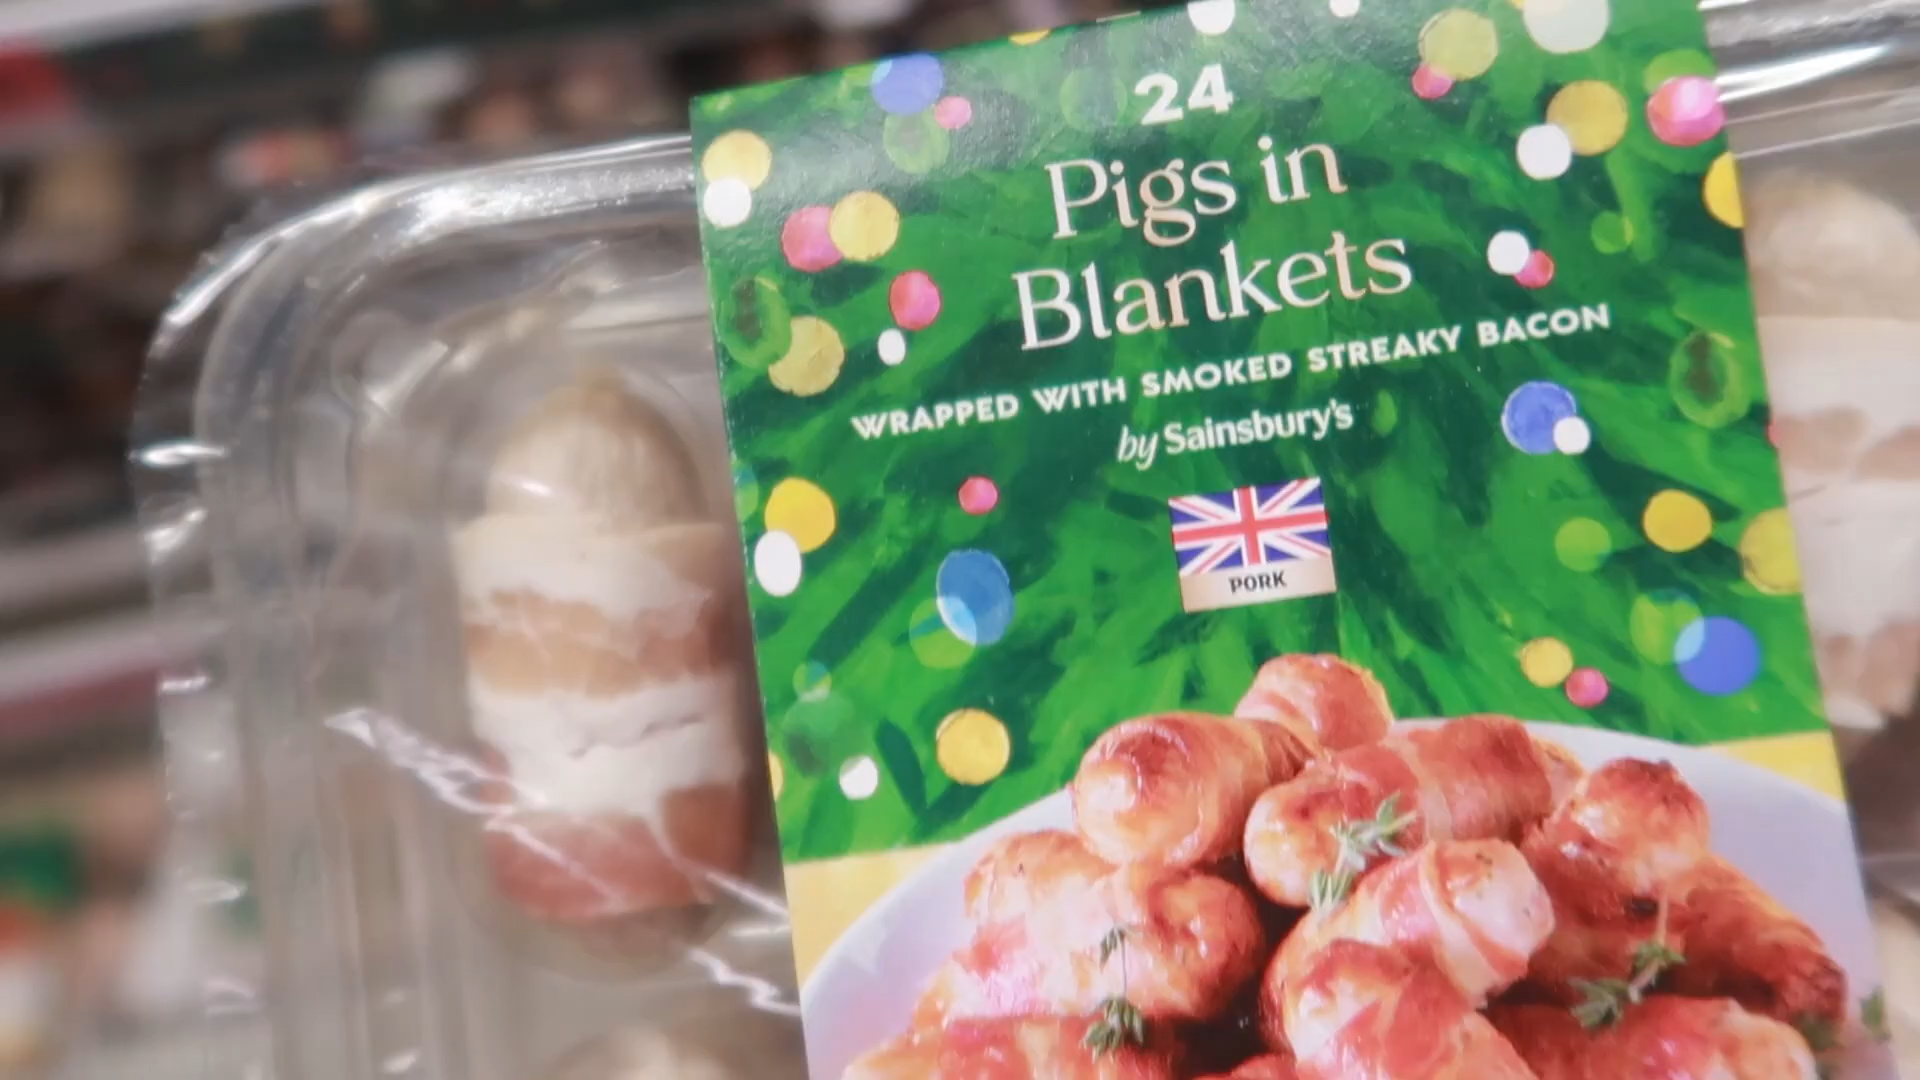 24
Pigs in
Blankets
WRAPPED WITH SMOKED STREAKY BACON
by Sainsbury's
PORK